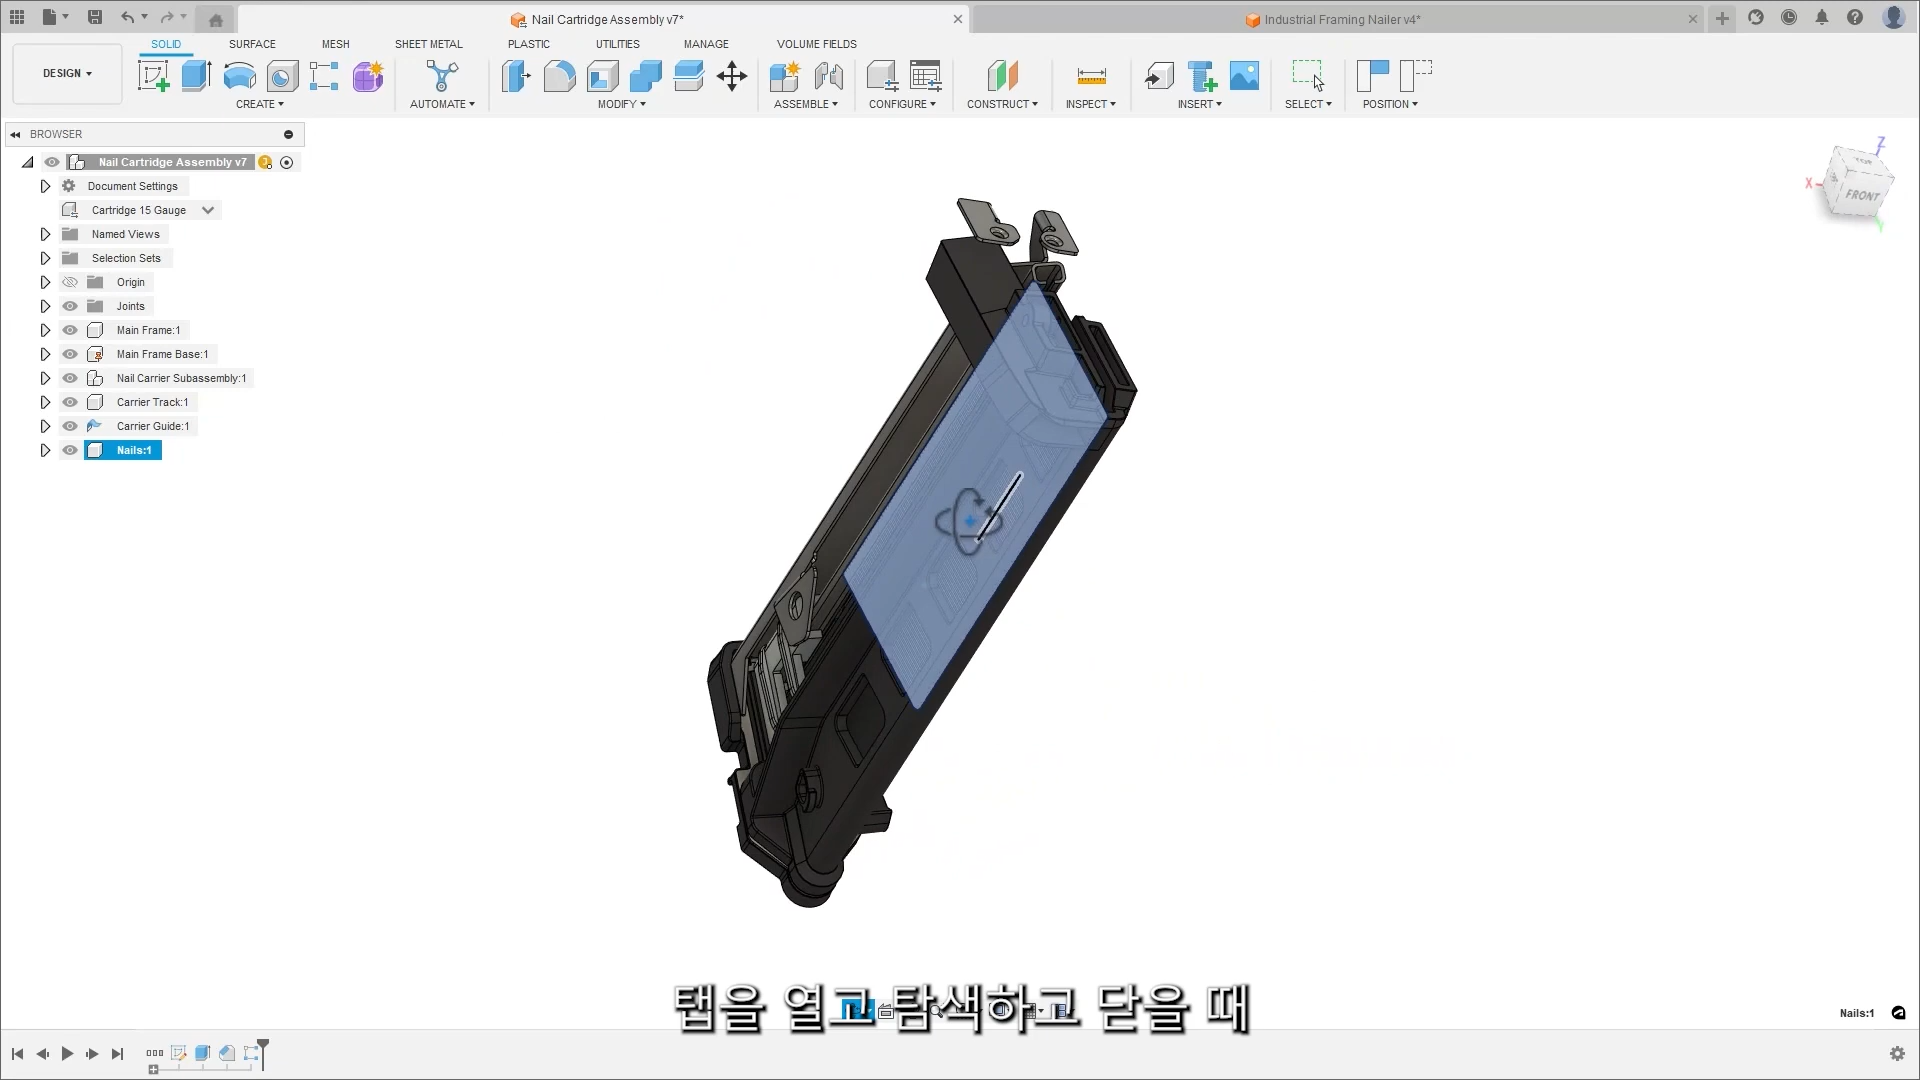 Nail Cartridge Assembly v7*
Industrial Framing Nailer v4*
DESIGN
SOLID
SURFACE
MESH
SHEET METAL
PLASTIC
UTILITIES
MANAGE
VOLUME FIELDS
CREATE
AUTOMATE
MODIFY
ASSEMBLE
CONFIGURE
CONSTRUCT
INSPECT
INSERT
SELECT
POSITION
BROWSER
Nail Cartridge Assembly v7
Document Settings
Cartridge 15 Gauge
Named Views
Selection Sets
Origin
Joints
Main Frame:1
Main Frame Base:1
Nail Carrier Subassembly:1
Carrier Track:1
Carrier Guide:1
Nails:1
Z
X
TOP
FRONT
Y
탭을 열고 탐색하고 닫을 때
Nails:1